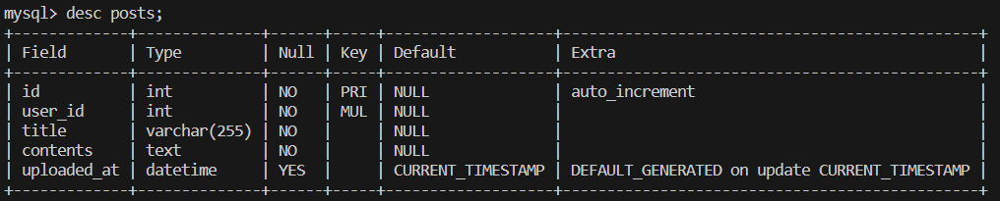 mysql> desc posts;
+-------------+--------------+------+-----+-------------------+-----------------------------------------------+
| Field       | Type         | Null | Key | Default           | Extra                                         |
+-------------+--------------+------+-----+-------------------+-----------------------------------------------+
| id          | int          | NO   | PRI | NULL              | auto_increment                                |
| user_id     | int          | NO   | MUL | NULL              |                                               |
| title       | varchar(255) | NO   |     | NULL              |                                               |
| contents    | text         | NO   |     | NULL              |                                               |
| uploaded_at | datetime     | YES  |     | CURRENT_TIMESTAMP | DEFAULT_GENERATED on update CURRENT_TIMESTAMP |
+-------------+--------------+------+-----+-------------------+-----------------------------------------------+